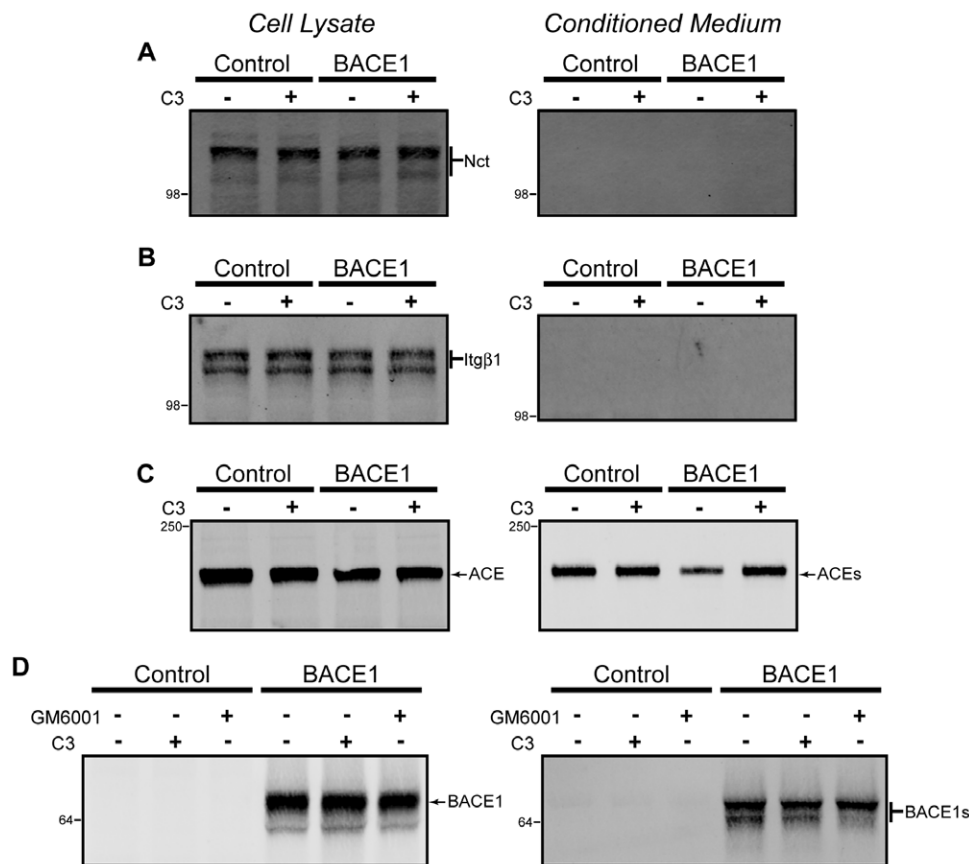 Cell Lysate Conditioned Medium
A
Control BACE1 Control BACE1
C3 - + - + - + - +
Nct
98 98
B
Control BACE1 Control BACE1
C3 - + - + C3 - + - +
Itgβ1
98 98
C
Control BACE1 Control BACE1
C3 - + - + C3 - + - +
250 250
ACE ACEs
D
Control BACE1 Control BACE1
GM6001 - - + - - + GM6001 - - + - - +
C3 - + - - + - C3 - + - - + -
BACE1 BACE1s
64 64